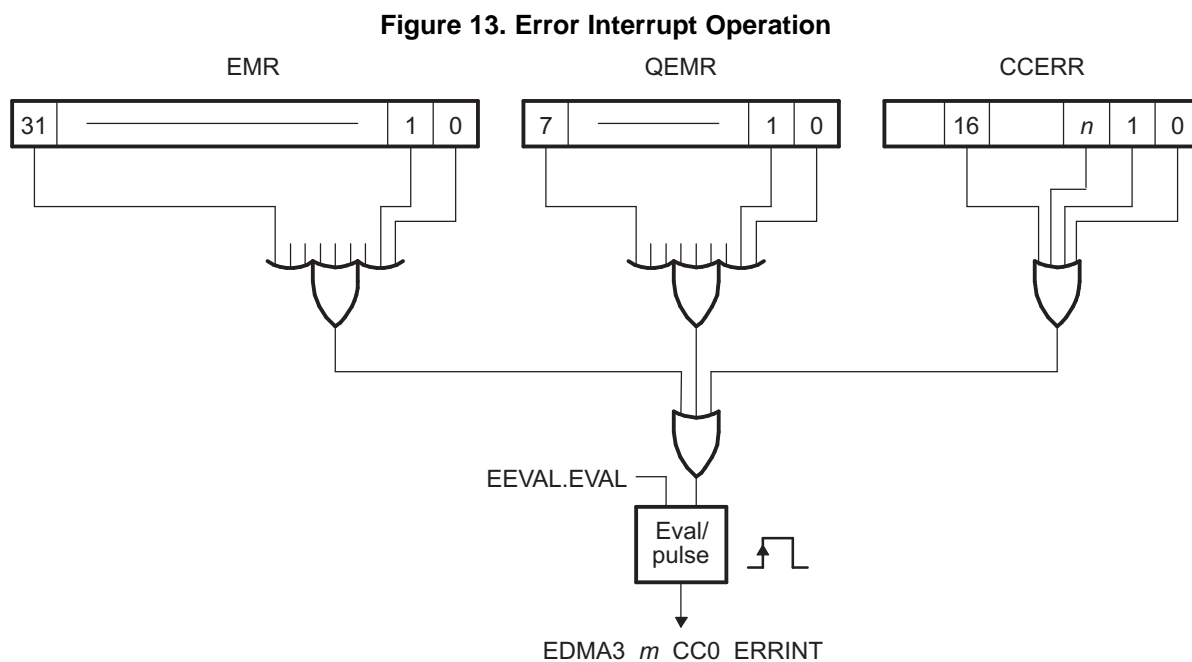 Figure 13. Error Interrupt Operation
EMR
QEMR
CCERR
31 1 0
7 1 0
16 n 1 0
EEVAL.EVAL
Eval/
pulse
EDMA3 m CC0 ERRINT